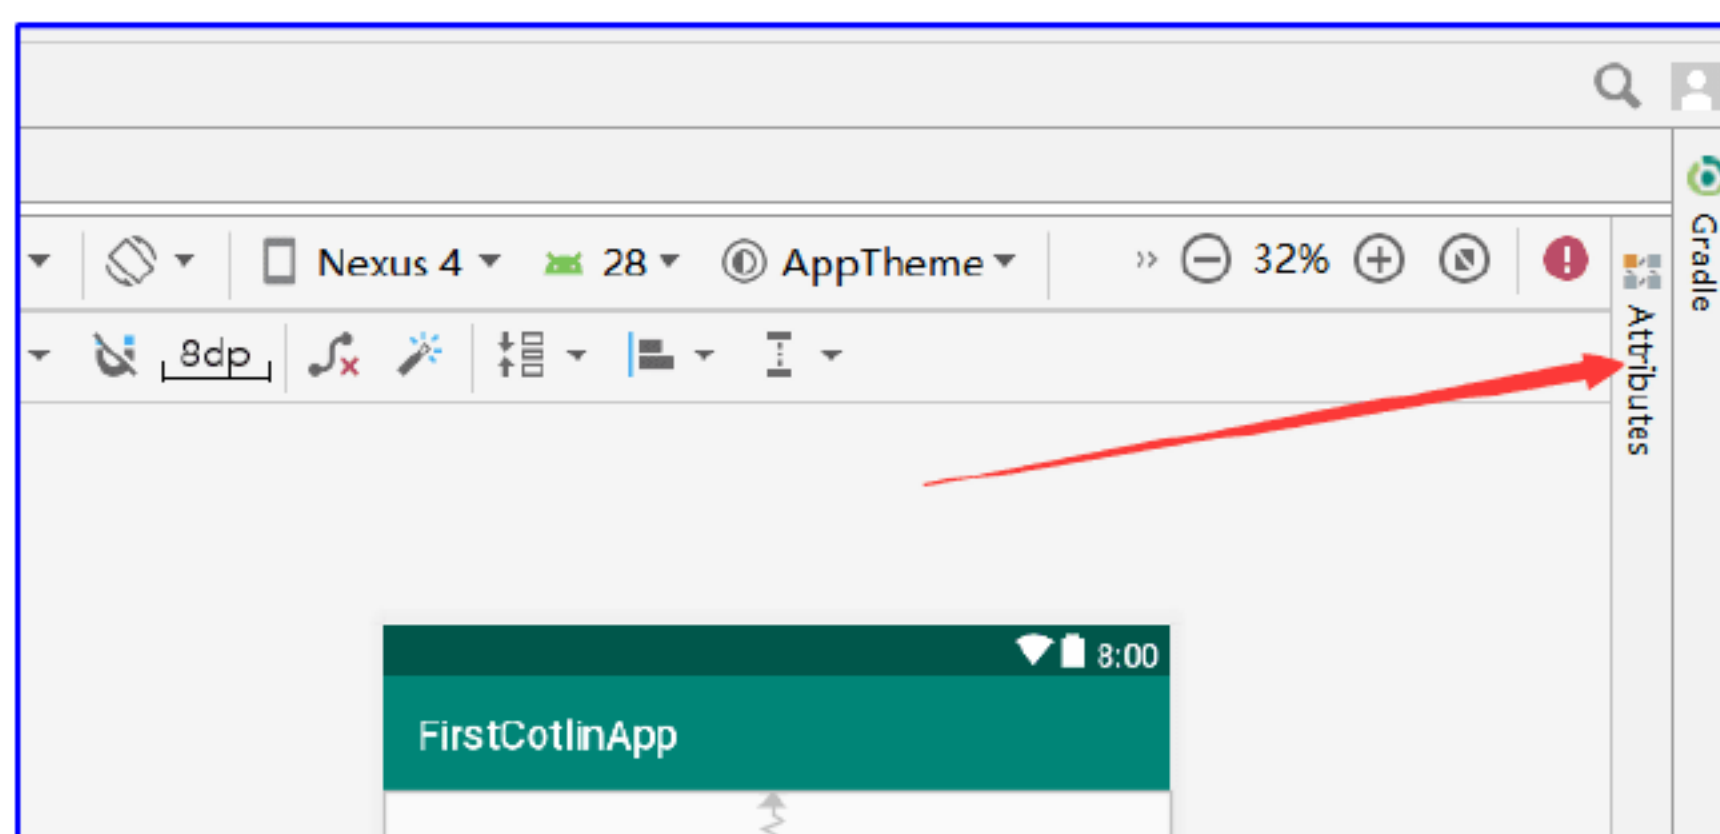 Nexus 4 28 AppTheme 32%
8dp
Gradle
Attributes
8:00
FirstCotlinApp